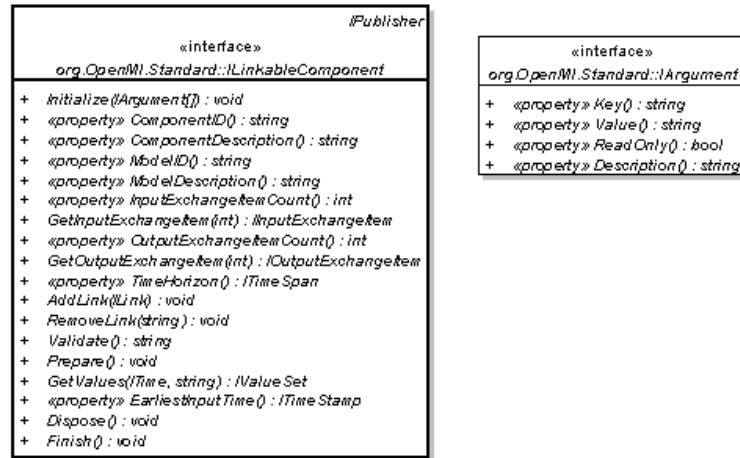 IPublisher
«interface»
org.OpenMI.Standard::ILinkableComponent
+ Initialize(IArgument[]) : void
+ «property» ComponentID() : string
+ «property» ComponentDescription() : string
+ «property» ModelID() : string
+ «property» ModelDescription() : string
+ «property» InputExchangeItemCount() : int
+ GetInputExchangeItem(int) : IInputExchangeItem
+ «property» OutputExchangeItemCount() : int
+ GetOutputExchangeItem(int) : IOutputExchangeItem
+ «property» TimeHorizon() : ITimeSpan
+ AddLink(ILink) : void
+ RemoveLink(string) : void
+ Validate() : string
+ Prepare() : void
+ GetValues(ITime, string) : IValueSet
+ «property» EarliestInputTime() : ITimeStamp
+ Dispose() : void
+ Finish() : void
«interface»
org.OpenMI.Standard::IArgument
+ «property» Key() : string
+ «property» Value() : string
+ «property» ReadOnly() : bool
+ «property» Description() : string